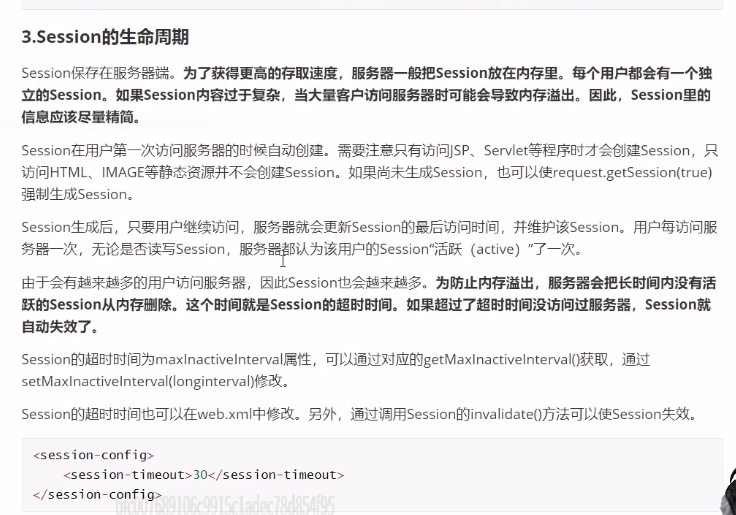 3.Session的生命周期
Session保存在服务器端。为了获得更高的存取速度，服务器一般把Session放在内存里。每个用户都会有一个独
立的Session。如果Session内容过于复杂，当大量客户访问服务器时可能会导致内存溢出。因此，Session里的
信息应该尽量精简。
Session在用户第一次访问服务器的时候自动创建。需要注意只有访问JSP、Servlet等程序时才会创建Session，只
访问HTML、IMAGE等静态资源并不会创建Session。如果尚未生成Session，也可以使request.getSession(true)
强制生成Session。
Session生成后，只要用户继续访问，服务器就会更新Session的最后访问时间，并维护该Session。用户每访问服
务器一次，无论是否读写Session，服务器都认为该用户的Session“活跃（active）”了一次。
由于会有越来越多的用户访问服务器，因此Session也会越来越多。为防止内存溢出，服务器会把长时间内没有活
跃的Session从内存删除。这个时间就是Session的超时时间。如果超过了超时时间没访问过服务器，Session就
自动失效了。
Session的超时时间为maxInactiveInterval属性，可以通过对应的getMaxInactiveInterval()获取，通过
setMaxInactiveInterval(longinterval)修改。
Session的超时时间也可以在web.xml中修改。另外，通过调用Session的invalidate()方法可以使Session失效。
<session-config>
    <session-timeout>30</session-timeout>
</session-config>